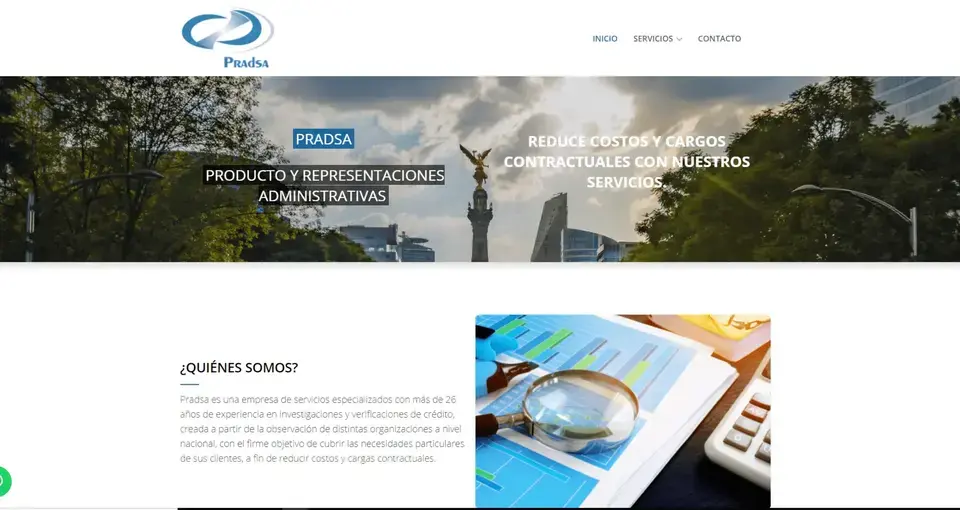 Pradsa
INICIO
SERVICIOS
CONTACTO
PRADSA
PRODUCTO Y REPRESENTACIONES
ADMINISTRATIVAS
REDUCE COSTOS Y CARGOS
CONTRACTUALES CON NUESTROS
SERVICIOS.
¿QUIÉNES SOMOS?
Pradsa es una empresa de servicios especializados con más de 26
años de experiencia en investigaciones y verificaciones de crédito,
creada a partir de la observación de distintas organizaciones a nivel
nacional, con el firme objetivo de cubrir las necesidades particulares
de sus clientes, a fin de reducir costos y cargas contractuales.